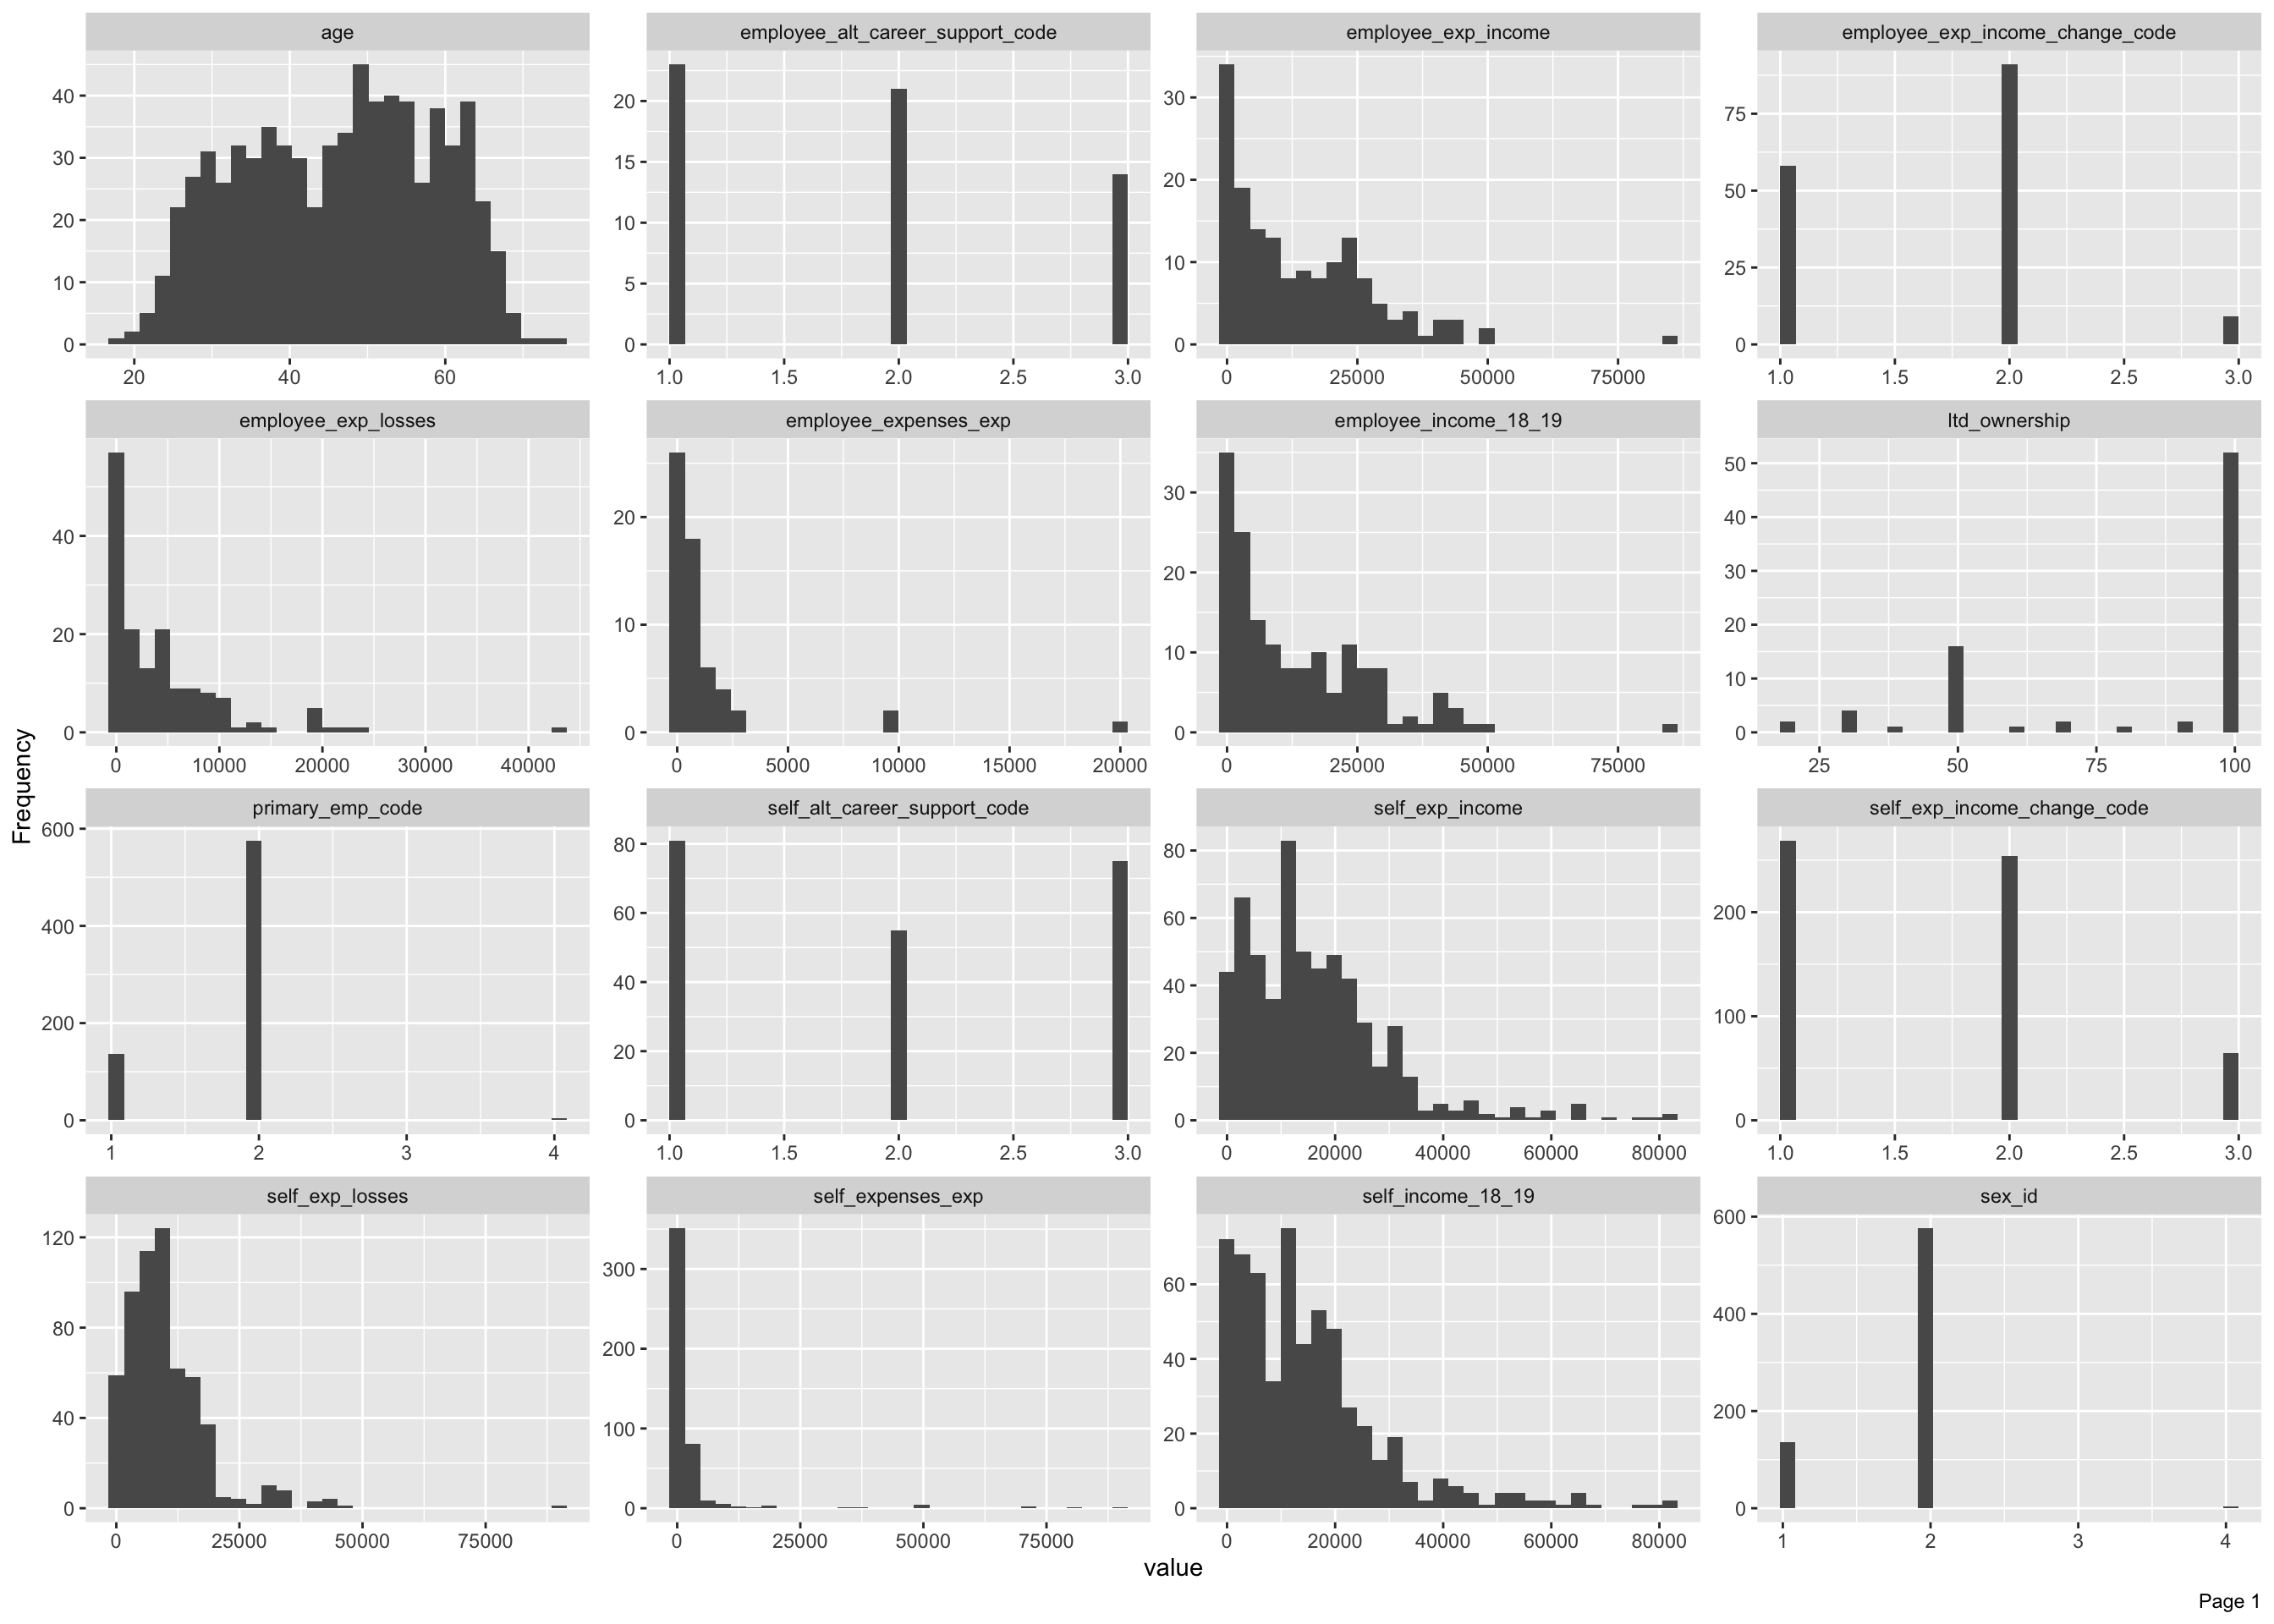 age
employee_alt_career_support_code
employee_exp_income
employee_exp_income_change_code
40
30
20
10
0
20 40 60
20
15
10
5
0
1.0 1.5 2.0 2.5 3.0
30
20
10
0
0 25000 50000 75000
75
50
25
0
1.0 1.5 2.0 2.5 3.0
employee_exp_losses
employee_expenses_exp
employee_income_18_19
ltd_ownership
40
20
0
0 10000 20000 30000 40000
20
10
0
0 5000 10000 15000 20000
30
20
10
0
0 25000 50000 75000
50
40
30
20
10
0
25 50 75 100
Frequency
primary_emp_code
self_alt_career_support_code
self_exp_income
self_exp_income_change_code
600
400
200
0
1 2 3 4
80
60
40
20
0
1.0 1.5 2.0 2.5 3.0
80
60
40
20
0
0 20000 40000 60000 80000
200
100
0
1.0 1.5 2.0 2.5 3.0
self_exp_losses
self_expenses_exp
self_income_18_19
sex_id
120
80
40
0
0 25000 50000 75000
300
200
100
0
0 25000 50000 75000
60
40
20
0
0 20000 40000 60000 80000
600
400
200
0
1 2 3 4
value
Page 1